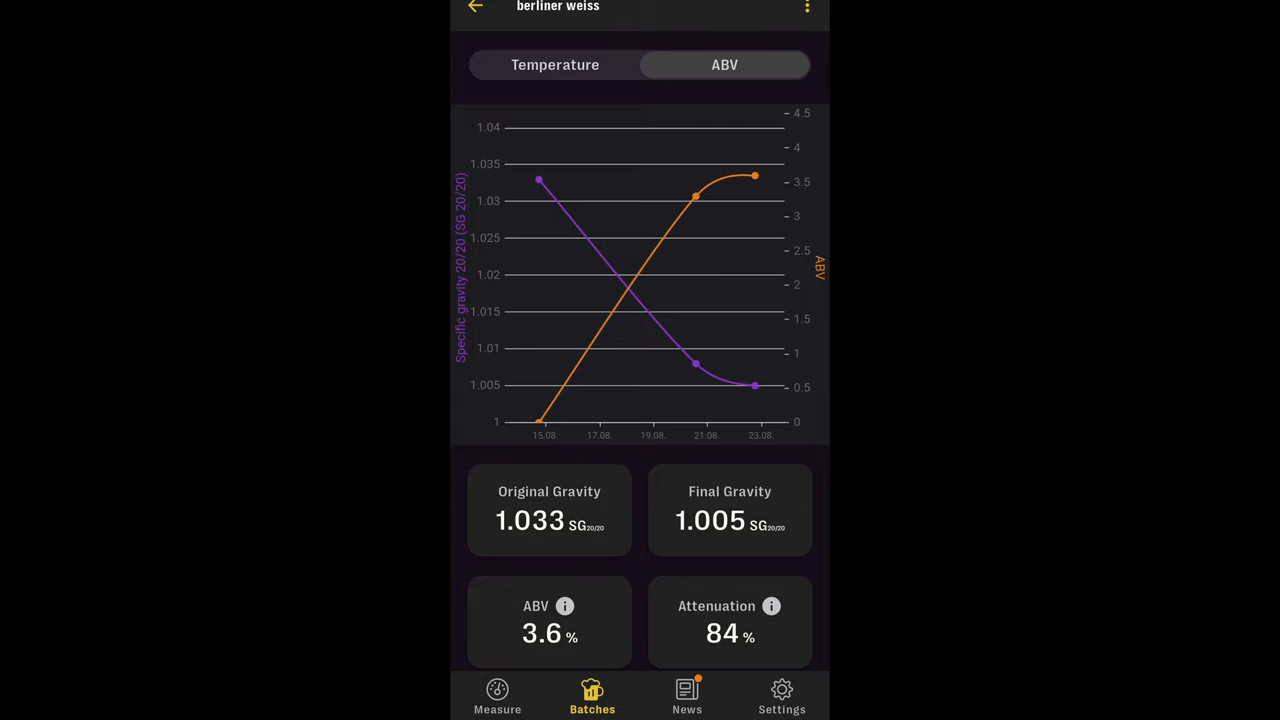 berliner weiss
Temperature ABV
4.5
1.04
4
1.035
3.5
1.03
3
1.025
2.5
1.02
2
1.015
1.5
1.01
1
1.005
0.5
1
0
Specific gravity 20/20 (SG 20/20)
ABV
15.08. 17.08. 19.08. 21.08. 23.08.
Original Gravity
1.033 SG20/20
Final Gravity
1.005 SG20/20
ABV i
3.6 %
Attenuation i
84 %
Measure Batches News Settings